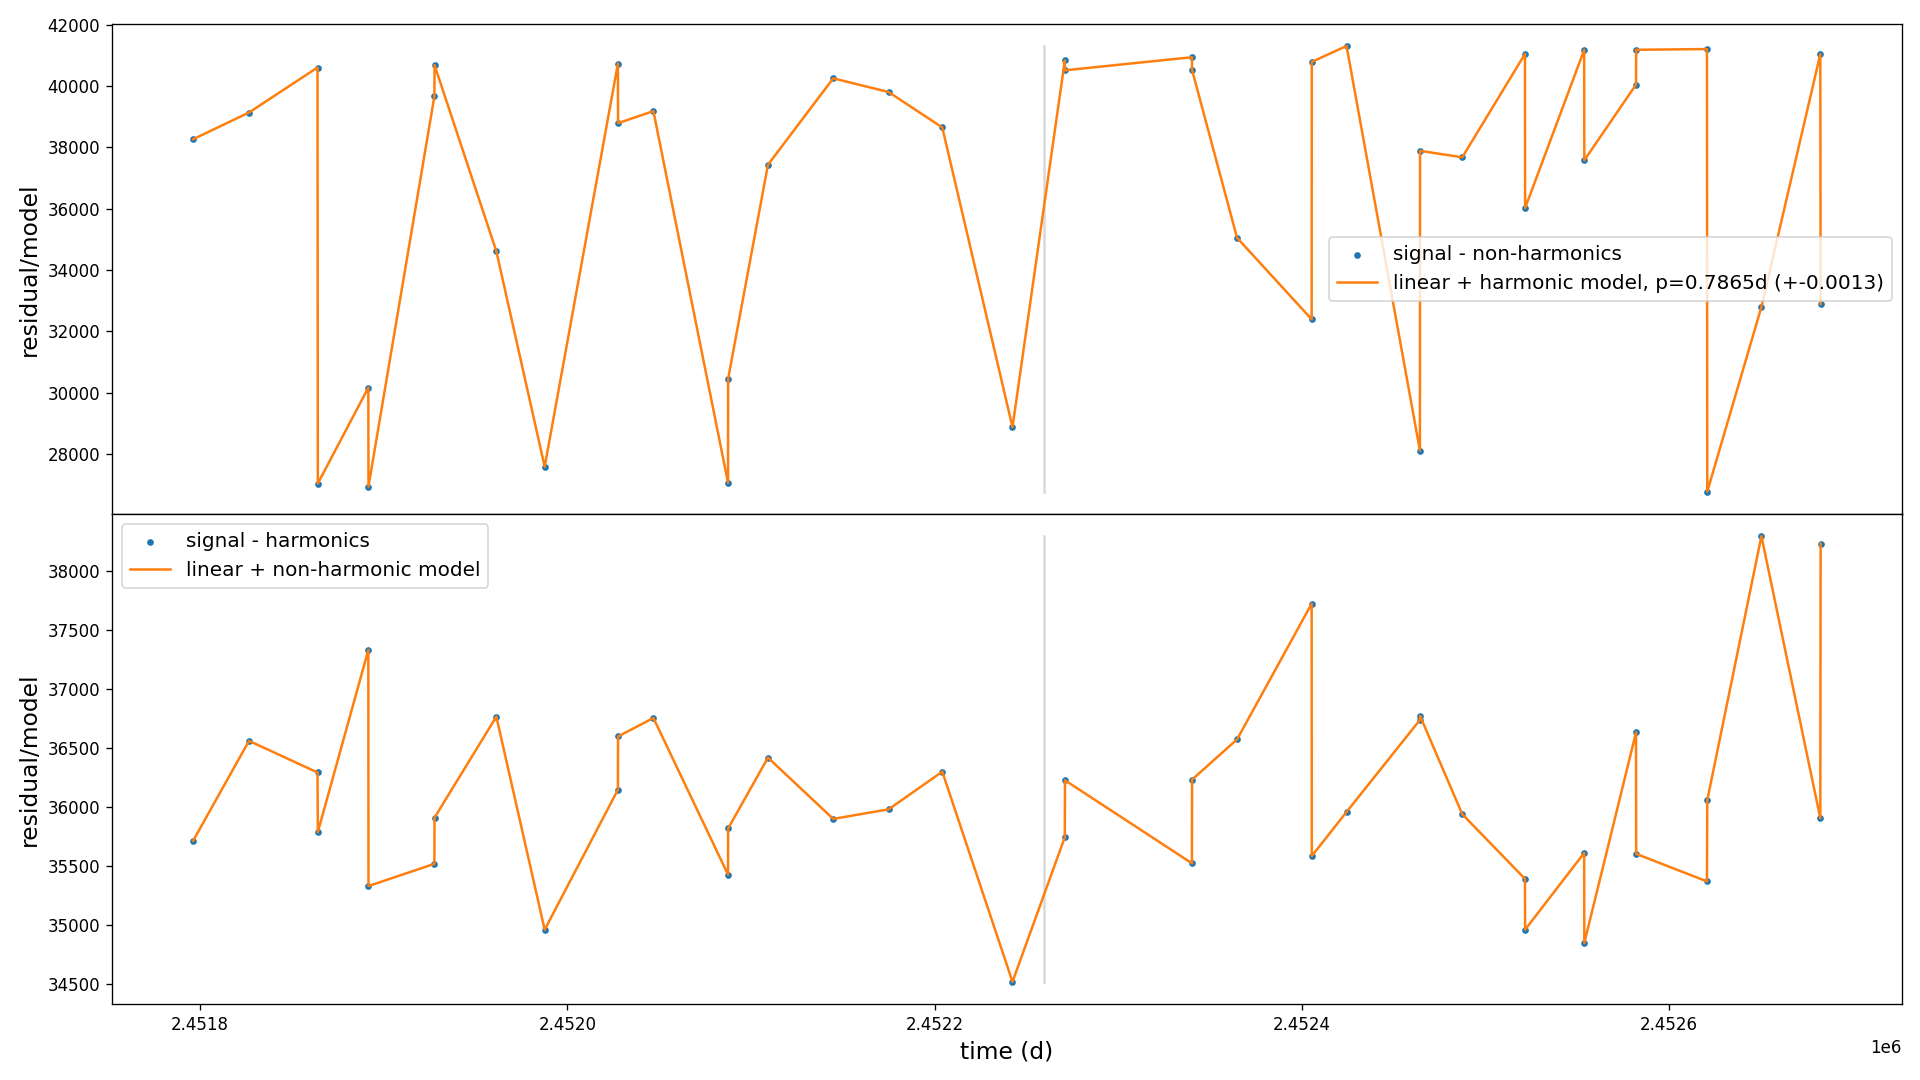 42000
40000
38000
36000
34000
32000
30000
28000
residual/model
signal - non-harmonics
linear + harmonic model, p=0.7865d (+-0.0013)
signal - harmonics
linear + non-harmonic model
38000
37500
37000
36500
36000
35500
35000
34500
residual/model
2.4518
2.4520
2.4522
2.4524
2.4526
time (d)
1e6